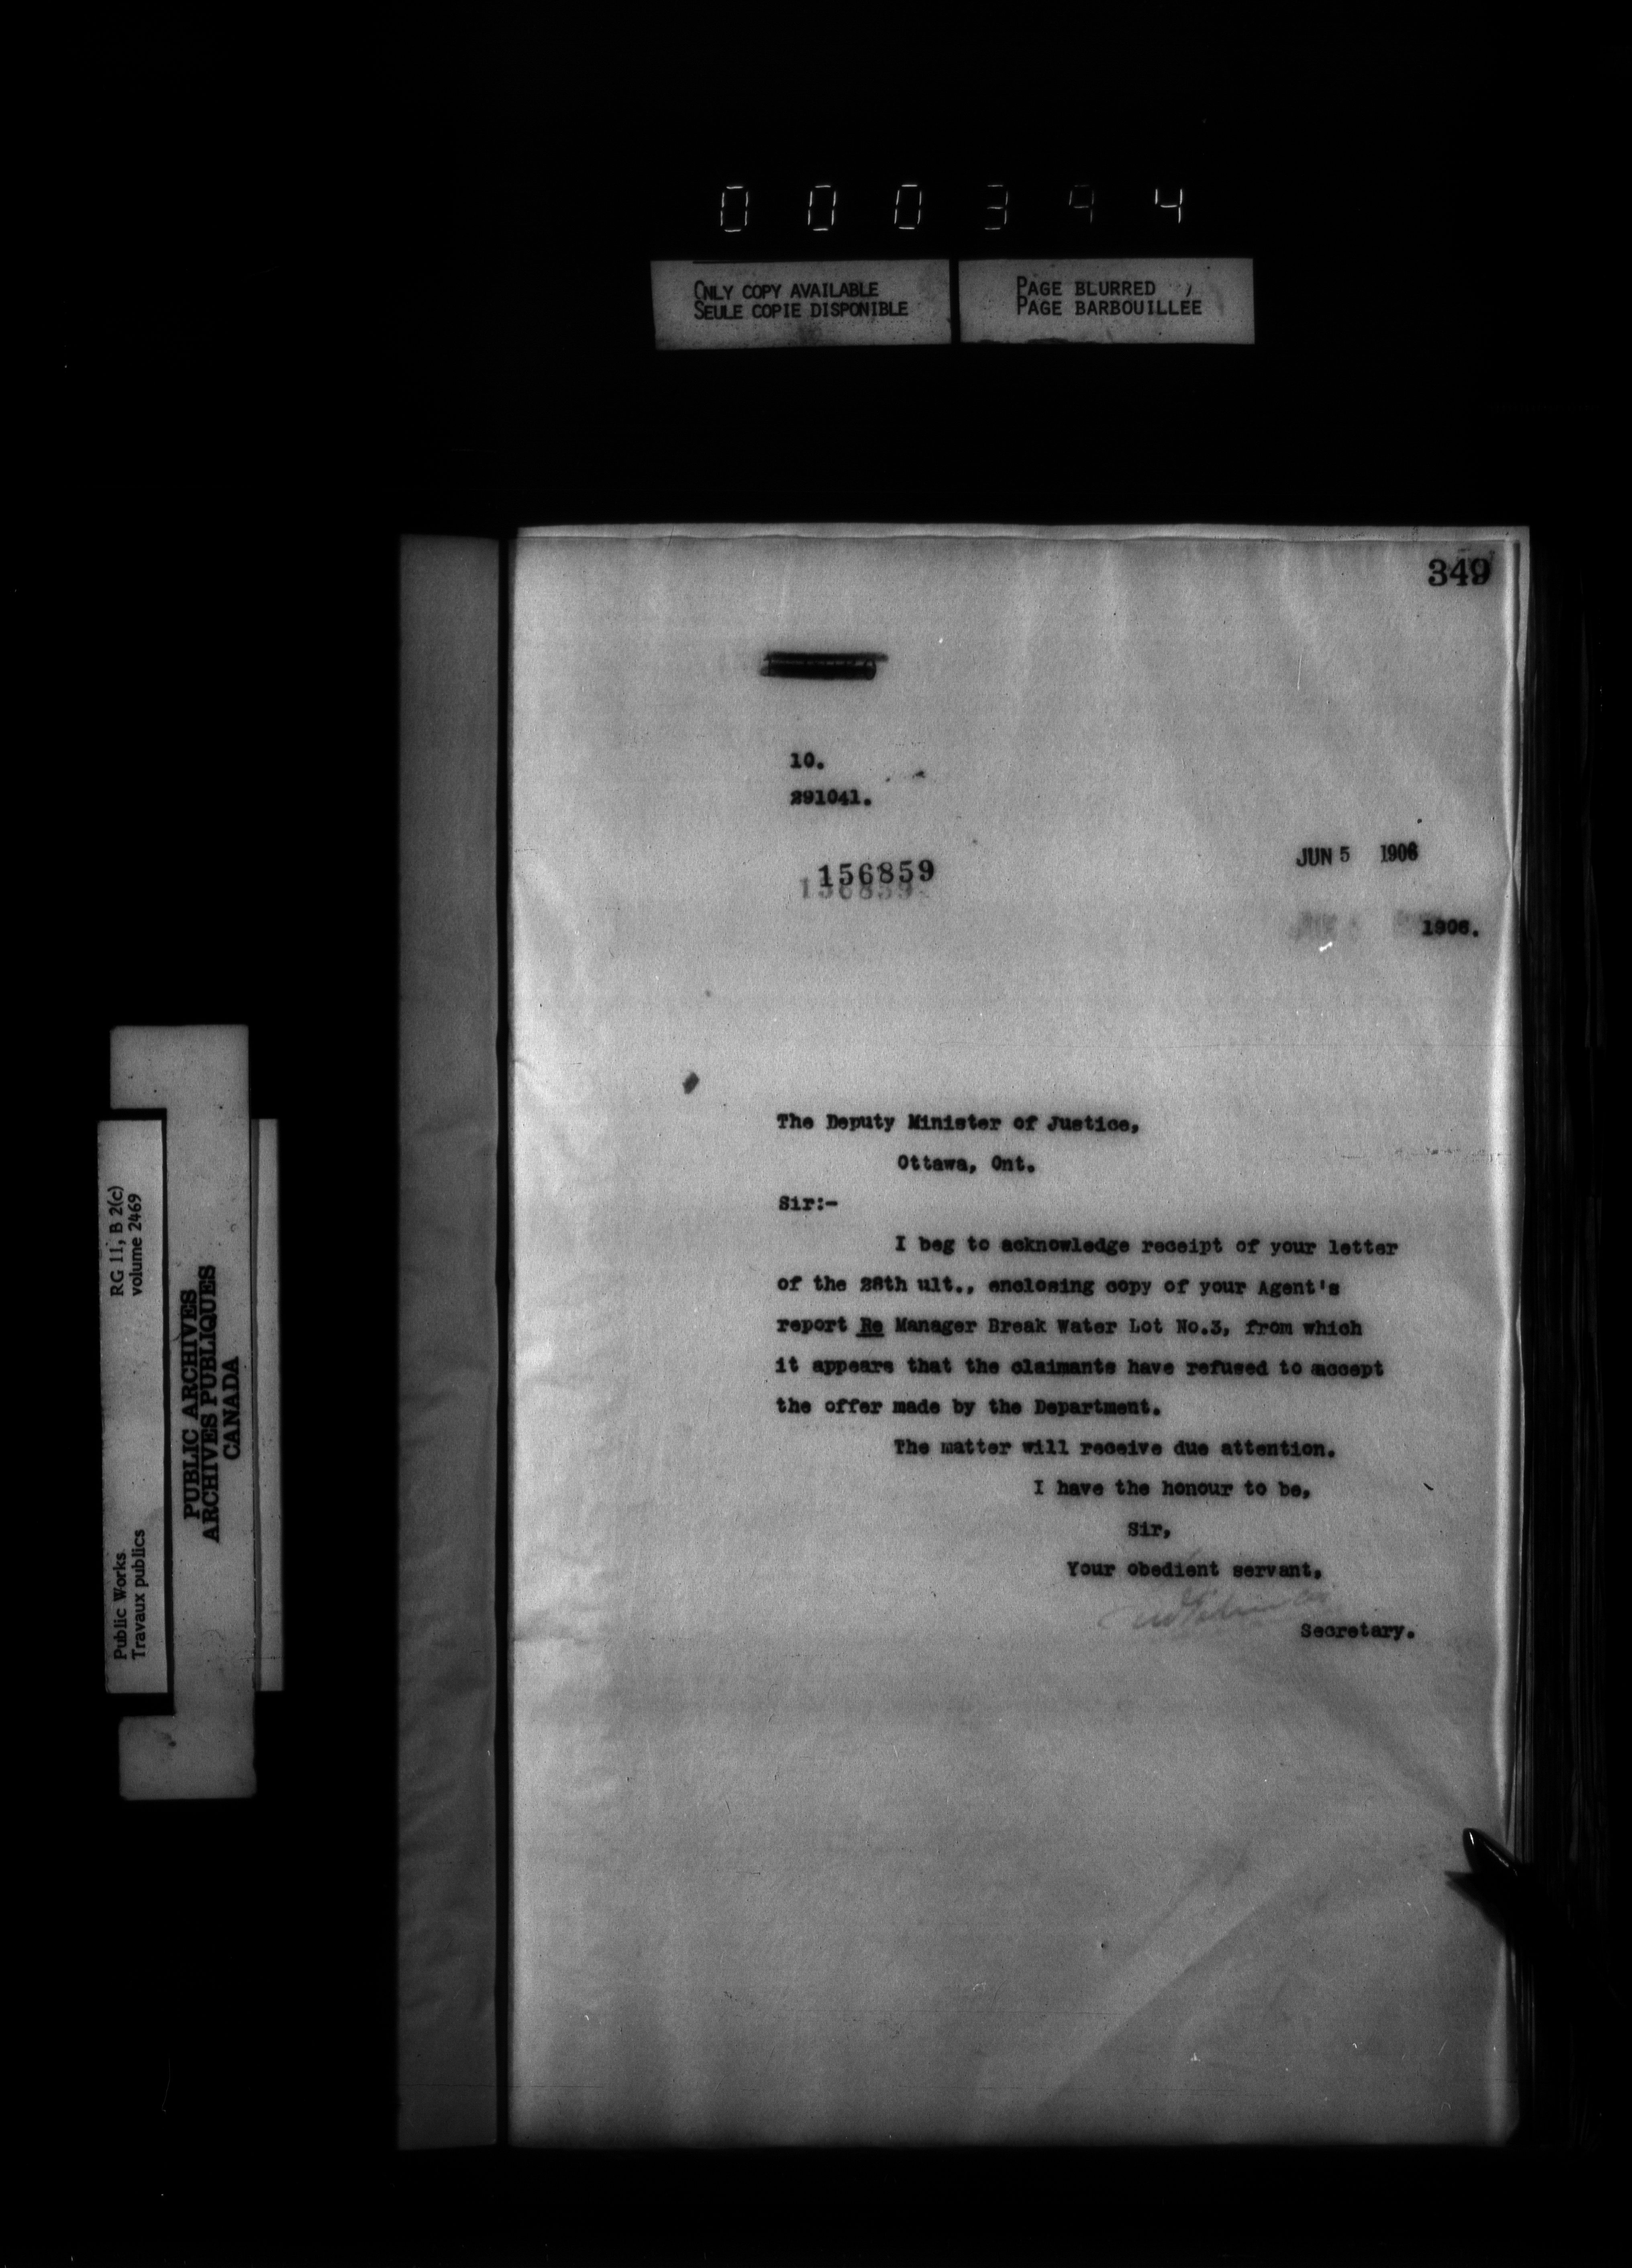 000394
ONLY COPY AVAILABLE
SEULE COPIE DISPONIBLE
PAGE BLURRED
PAGE BARBOUILLEE
349
10.
291041.
156859
JUN 5 1906
1906.
The Deputy Minister of Justice,
Ottawa, Ont.
Sir:-
I beg to acknowledge receipt of your letter
of the 28th ult., enclosing copy of your Agent's
report Re Manager Break Water Lot No.3, from which
it appears that the claimants have refused to accept
the offer made by the Department.
The matter will receive due attention.
I have the honour to be,
Sir,
Your obedient servant,
Secretary.
RG 11, B 2(c)
volume 2469
Public Works
Travaux publics
PUBLIC ARCHIVES
ARCHIVES PUBLIQUES
CANADA